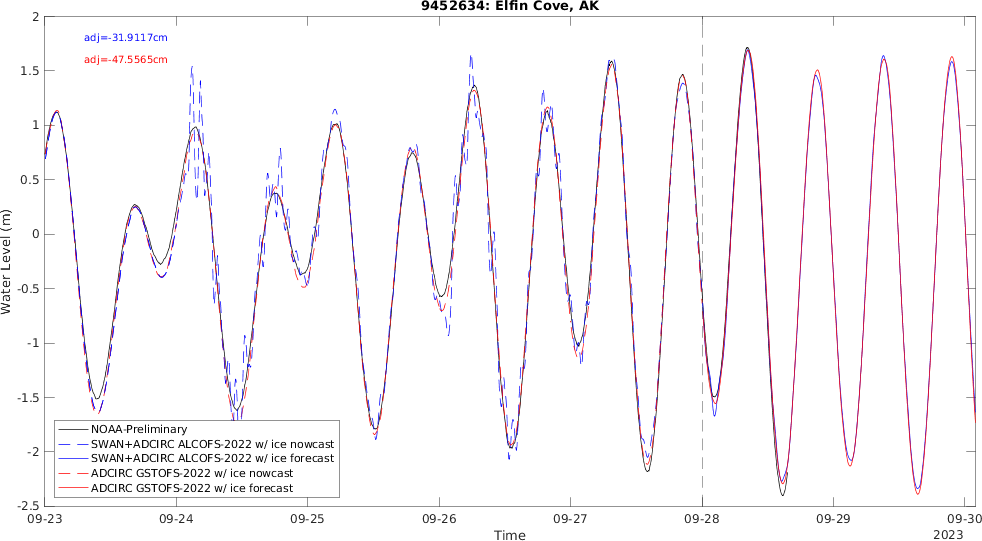 9452634: Elfin Cove, AK
adj=-31.9117cm
adj=-47.5565cm
2
1.5
1
0.5
0
-0.5
-1
-1.5
-2
-2.5
Water Level (m)
NOAA-Preliminary
SWAN+ADCIRC ALCOFS-2022 w/ ice nowcast
SWAN+ADCIRC ALCOFS-2022 w/ ice forecast
ADCIRC GSTOFS-2022 w/ ice nowcast
ADCIRC GSTOFS-2022 w/ ice forecast
09-23 09-24 09-25 09-26 09-27 09-28 09-29 09-30
Time
2023